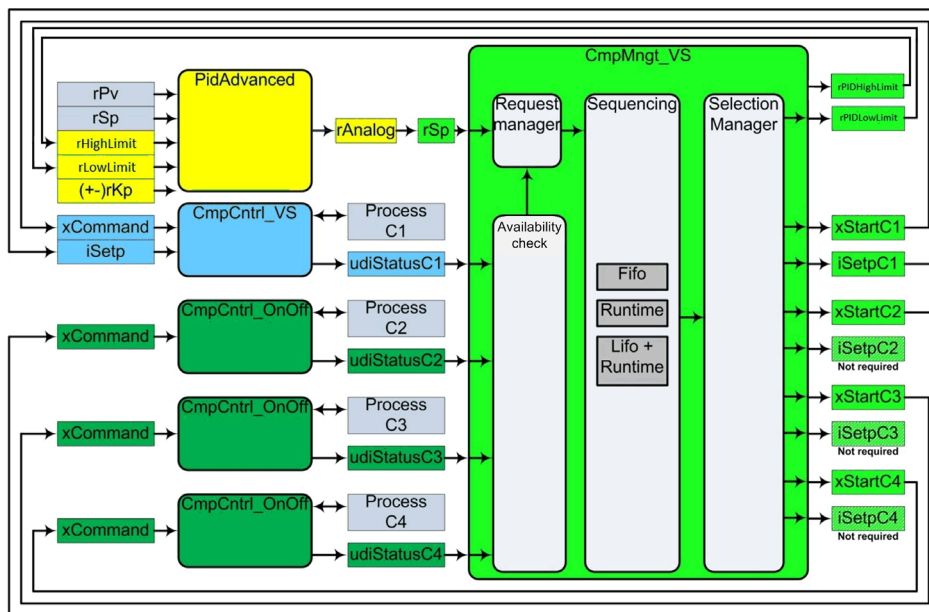 PidAdvanced
rPv
rSp
rHighLimit
rLowLimit
(+-)rKp
rAnalog
rSp
CmpMngt_VS
Request
manager
Sequencing
Selection
Manager
rPIDHighLimit
rPIDLowLimit
xCommand
iSetp
CmpCntrl_VS
Process
C1
udiStatusC1
Availability
check
Fifo
Runtime
Lifo +
Runtime
xStartC1
iSetpC1
xCommand
CmpCntrl_OnOff
Process
C2
udiStatusC2
xStartC2
iSetpC2
Not required
xCommand
CmpCntrl_OnOff
Process
C3
udiStatusC3
xStartC3
iSetpC3
Not required
xCommand
CmpCntrl_OnOff
Process
C4
udiStatusC4
xStartC4
iSetpC4
Not required